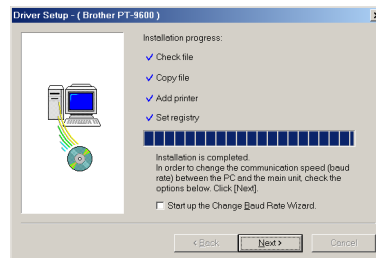 Driver Setup - ( Brother PT-9600 )
Installation progress:
Check file
Copy file
Add printer
Set registry
Installation is completed.
In order to change the communication speed (baud
rate) between the PC and the main unit, check the
options below. Click [Next].
Start up the Change Baud Rate Wizard.
< Back
Next >
Cancel